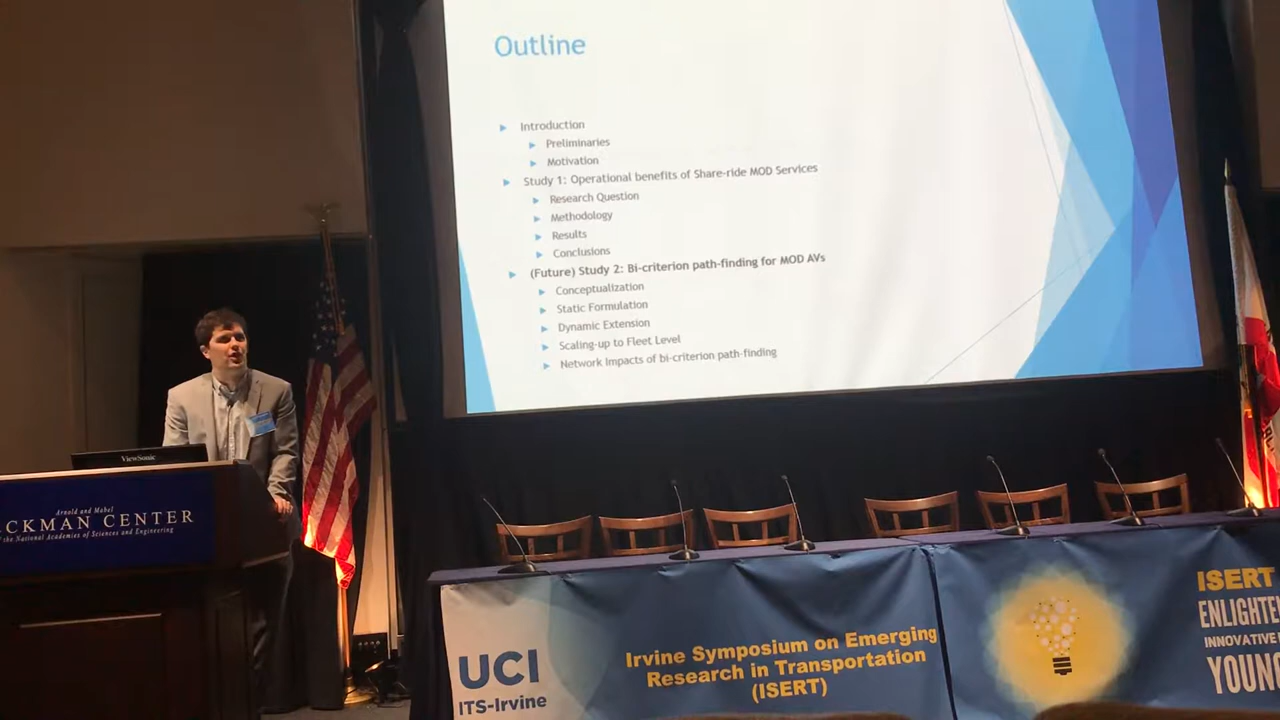 Outline
Introduction
Preliminaries
Motivation
Study 1: Operational benefits of Share-ride MOD Services
Research Question
Methodology
Results
Conclusions
(Future) Study 2: Bi-criterion path-finding for MOD AVs
Conceptualization
Static Formulation
Dynamic Extension
Scaling-up to Fleet Level
Network Impacts of bi-criterion path-finding
ViewSonic
Arnold and Mabel
CKMAN CENTER
of the National Academies of Sciences and Engineering
UCI
ITS-Irvine
Irvine Symposium on Emerging
Research in Transportation
(ISERT)
ISERT
ENLIGHTE
INNOVATIVE
YOUNG